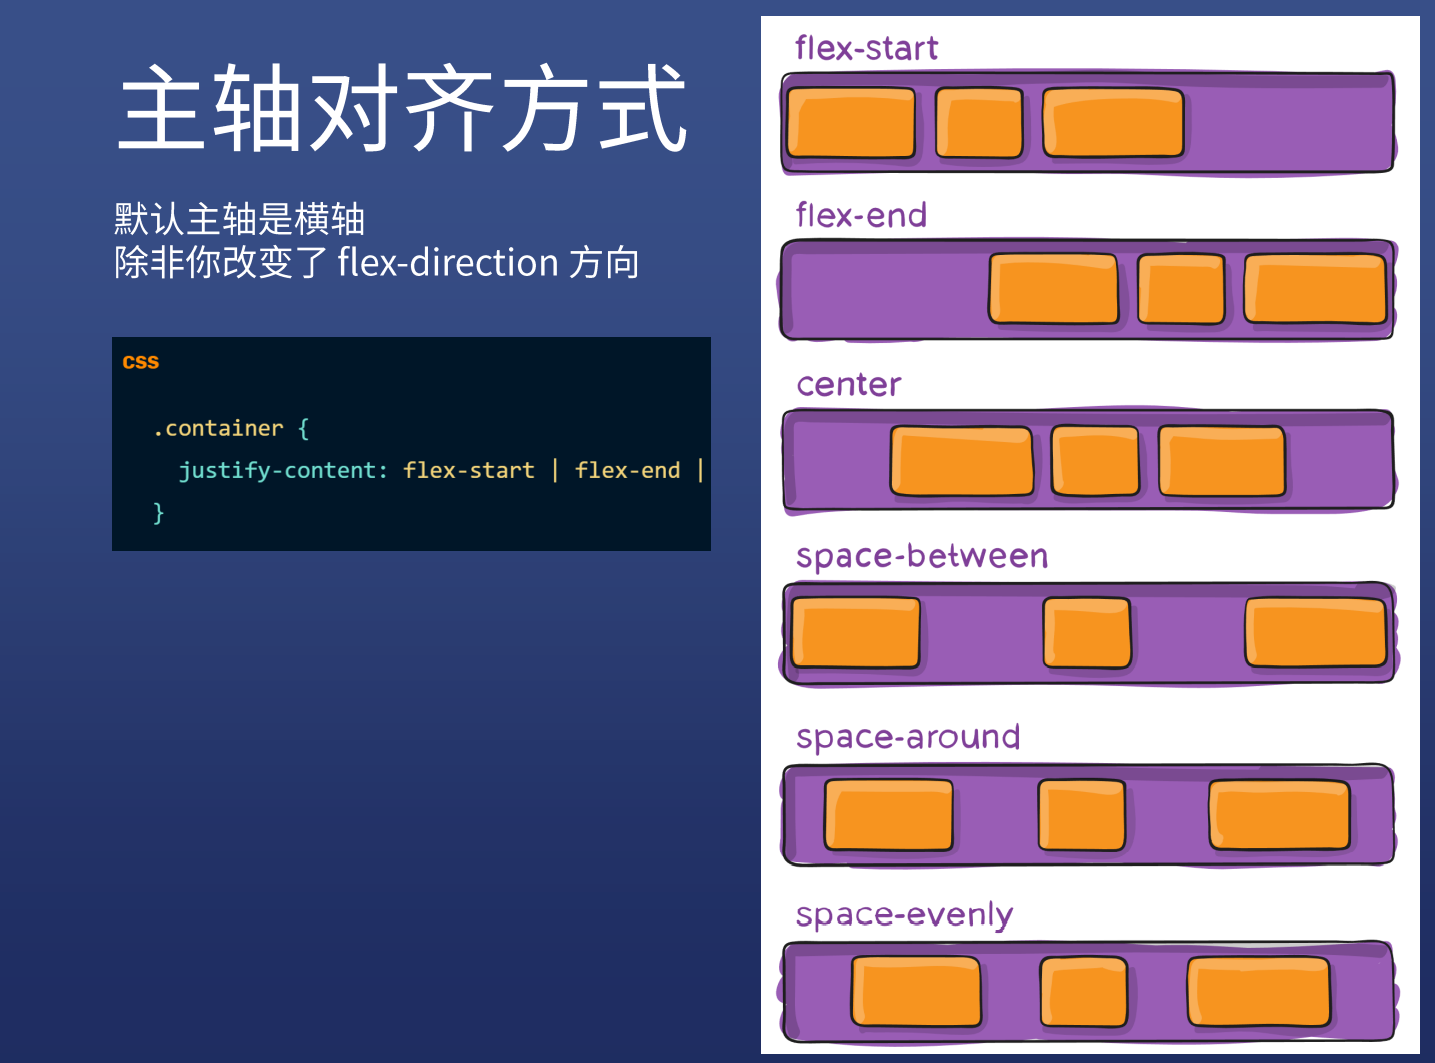 主轴对齐方式
默认主轴是横轴
除非你改变了 flex-direction 方向
css
.container {
justify-content: flex-start | flex-end |
}
flex-start
flex-end
center
space-between
space-around
space-evenly